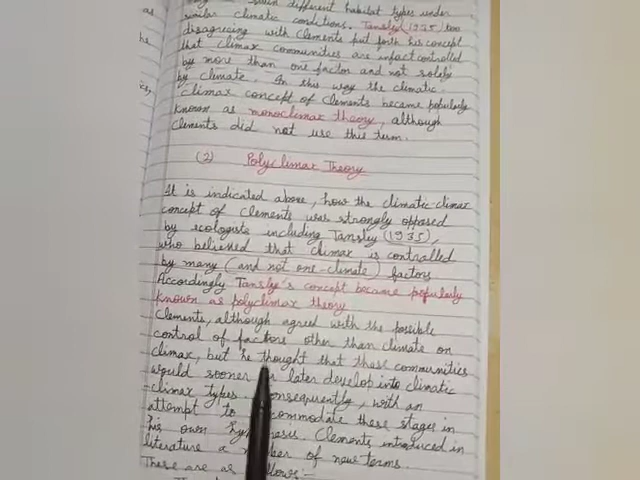 different habitat types under
similar climatic conditions. Tansley (1935) too
disagreeing with Clements put forth his concept
that climax communities are infact controlled
by more than one factor and not solely
by climate. In this way the climatic
climax concept of Clements became popularly
known as monoclimax theory, although
Clements did not use this term.
(2) Polyclimax Theory
It is indicated above, how the climatic climax
concept of Clements was strongly opposed
by ecologists including Tansley (1935),
who believed that climax is controlled
by many (and not one-climate) factors
Accordingly Tansley's concept became popularly
known as polyclimax theory
Clements, although agreed with the possible
control of factors other than climate on
climax, but he thought that these communities
would sooner later develop into climatic
climax types. consequently, with an
attempt to commodate these stages in
his own Clements introduced in
literature a number of new terms.
These are as follows:-